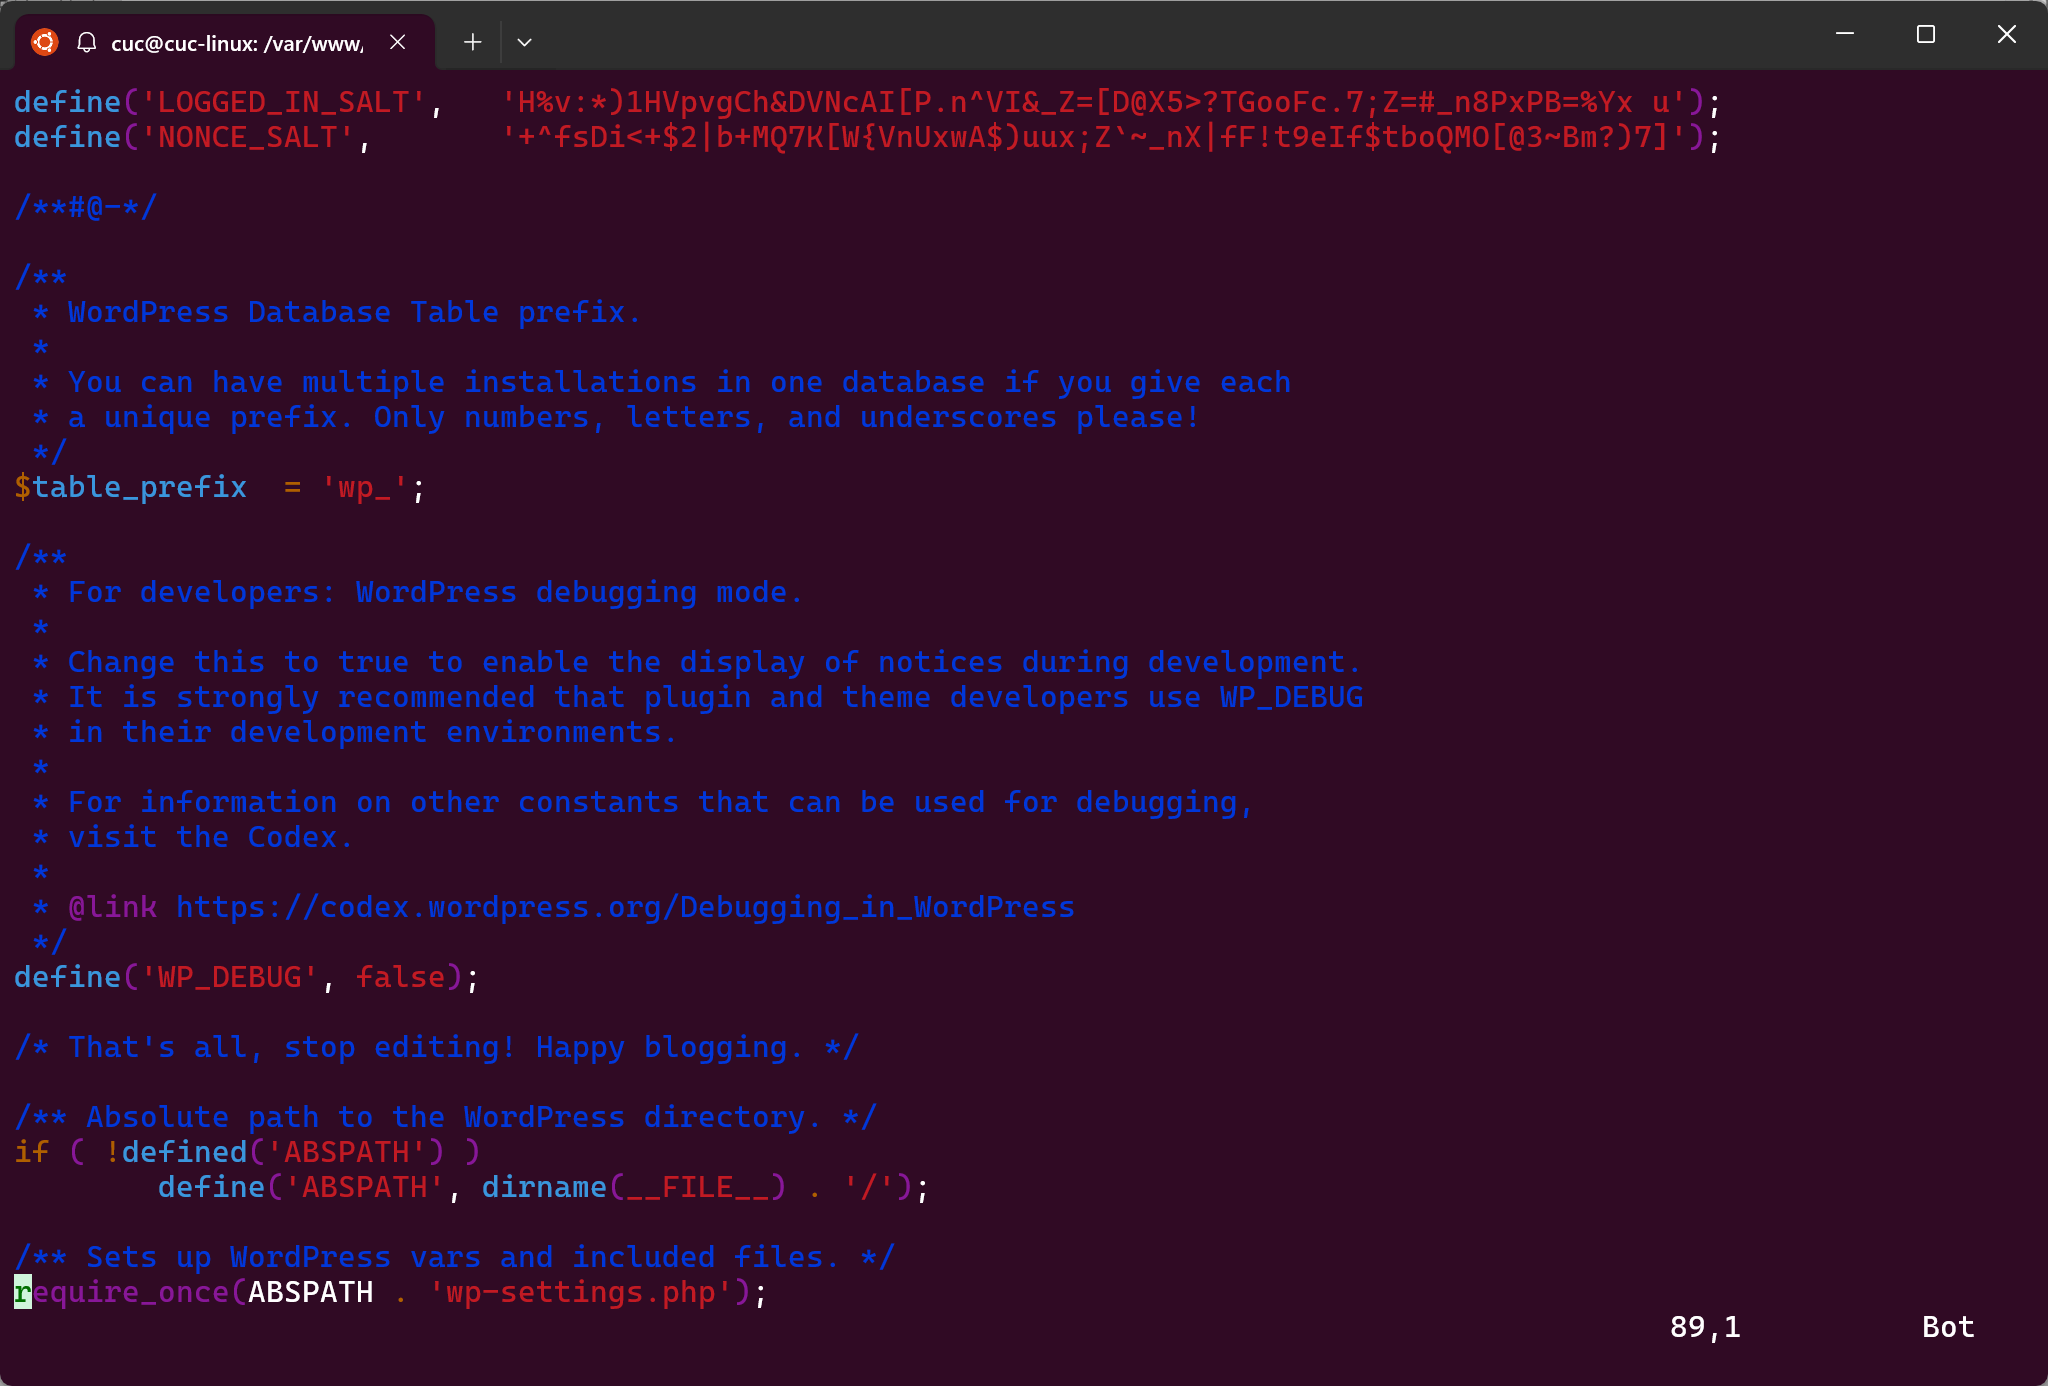 cuc@cuc-linux: /var/www/
define('LOGGED_IN_SALT',   'H%v:*)1HVpvgCh&DVNcAI[P.n^VI&_Z=[D@X5>?TGooFc.7;Z=#_n8PxPB=%Yx u');
define('NONCE_SALT',       '+^fsDi<+$2|b+MQ7K[W{VnUxwA$)uux;Z`~_nX|fF!t9eIf$tboQMO[@3~Bm?)7]');
/**#@-*/
/**
 * WordPress Database Table prefix.
 *
 * You can have multiple installations in one database if you give each
 * a unique prefix. Only numbers, letters, and underscores please!
 */
$table_prefix  = 'wp_';
/**
 * For developers: WordPress debugging mode.
 *
 * Change this to true to enable the display of notices during development.
 * It is strongly recommended that plugin and theme developers use WP_DEBUG
 * in their development environments.
 *
 * For information on other constants that can be used for debugging,
 * visit the Codex.
 *
 * @link https://codex.wordpress.org/Debugging_in_WordPress
 */
define('WP_DEBUG', false);
/* That's all, stop editing! Happy blogging. */
/** Absolute path to the WordPress directory. */
if ( !defined('ABSPATH') )
        define('ABSPATH', dirname(__FILE__) . '/');
/** Sets up WordPress vars and included files. */
require_once(ABSPATH . 'wp-settings.php');
89,1          Bot